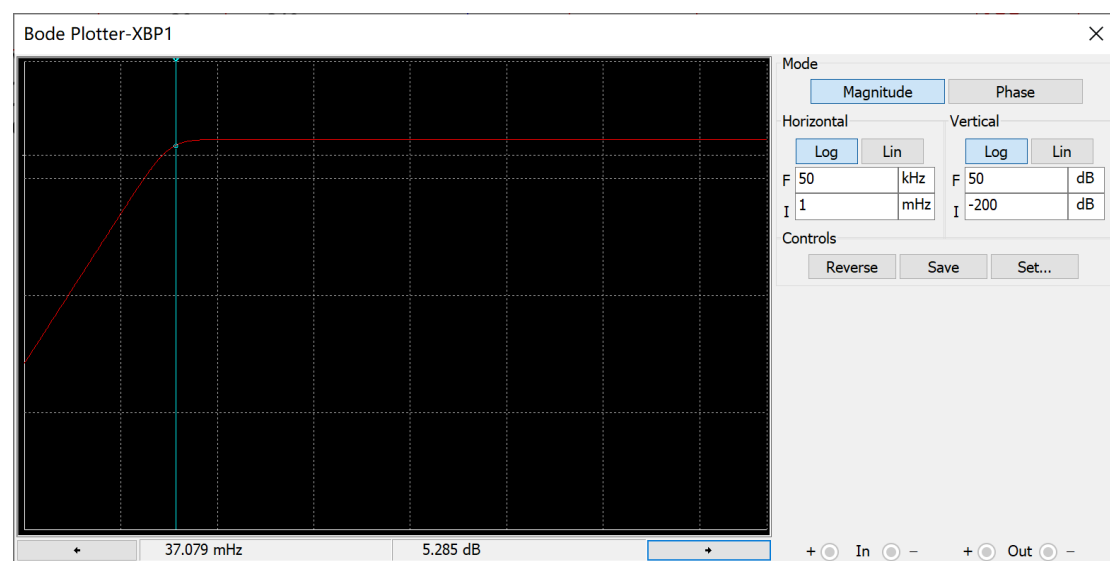 Bode Plotter-XBP1
Mode
Magnitude Phase
Horizontal Vertical
Log Lin Log Lin
F 50 kHz F 50 dB
I 1 mHz I -200 dB
Controls
Reverse Save Set...
37.079 mHz 5.285 dB
+ In - + Out -